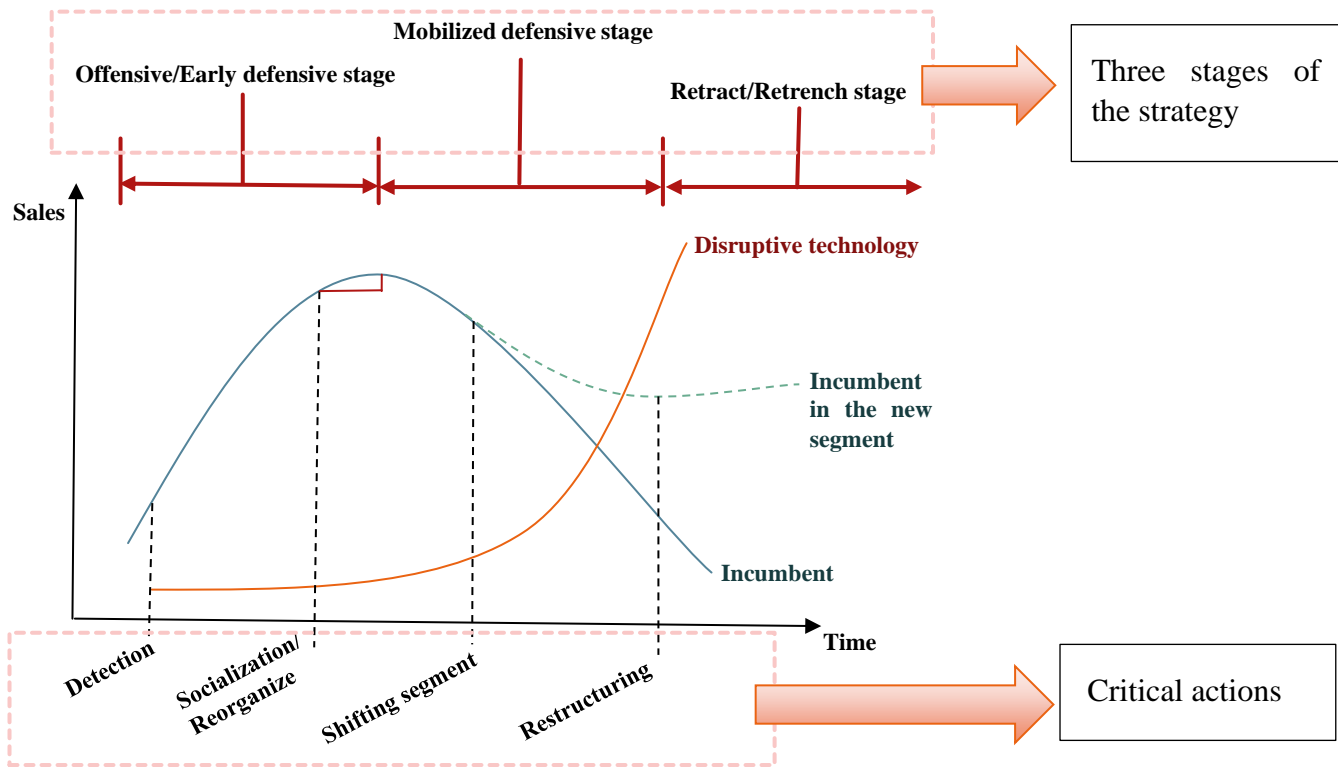 Mobilized defensive stage
Offensive/Early defensive stage
Retract/Retrench stage
Three stages of
the strategy
Sales
Disruptive technology
Incumbent
in the new
segment
Incumbent
Time
Detection
Socialization/
Reorganize
Shifting segment
Restructuring
Critical actions